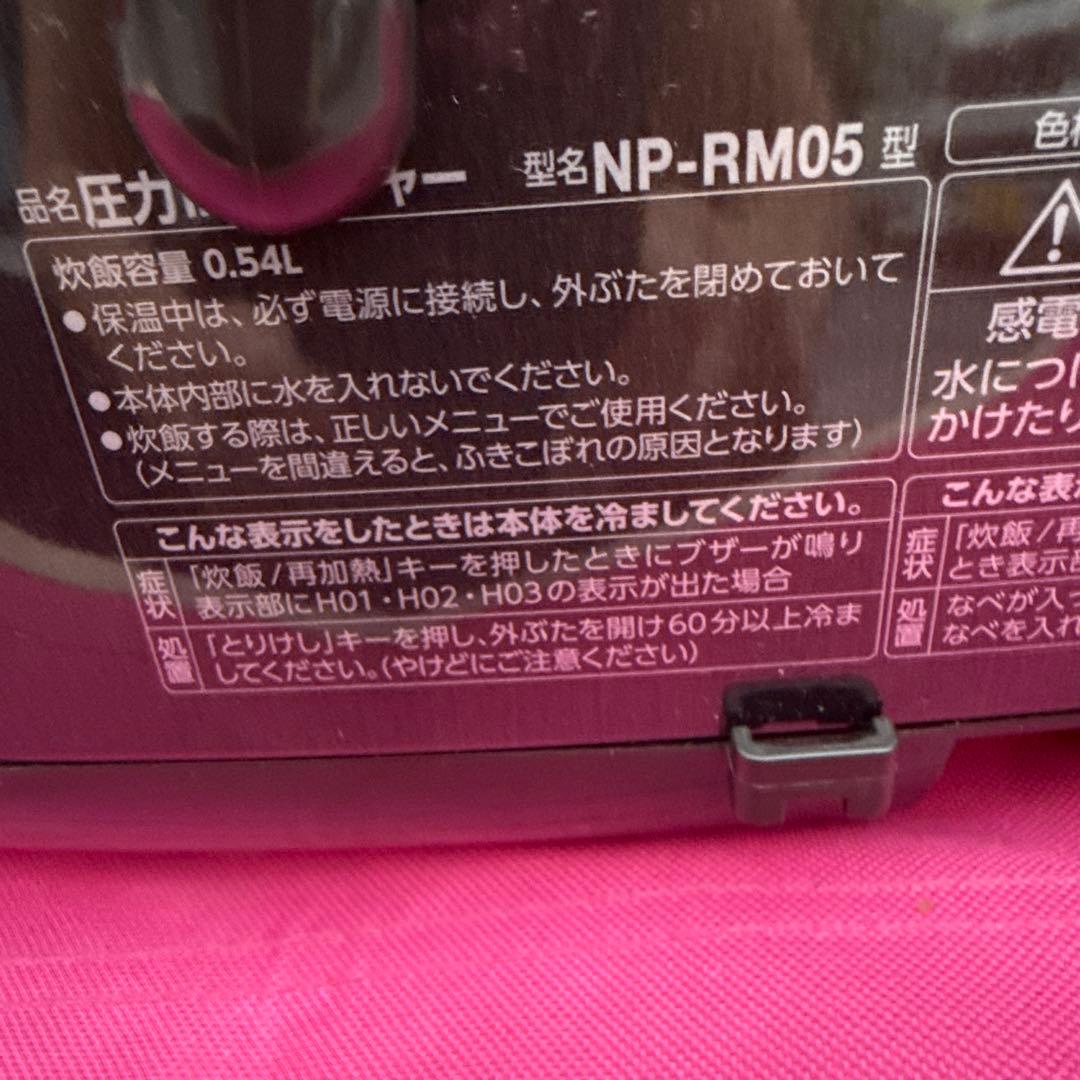 品名 圧力 ャー 型名 NP-RM05 型
色柄
炊飯容量 0.54L
●保温中は、必ず電源に接続し、外ぶたを閉めておいて
ください。
●本体内部に水を入れないでください。
●炊飯する際は、正しいメニューでご使用ください。
(メニューを間違えると、ふきこぼれの原因となります)
こんな表示をしたときは本体を冷ましてください。
症状 「炊飯/再加熱」キーを押したときにブザーが鳴り
表示部にH01・H02・H03の表示が出た場合
処置 「とりけし」キーを押し、外ぶたを開け60分以上冷ま
してください。(やけどにご注意ください)
感電
水につけ
かけたり
こんな表示
症状 「炊飯/再
とき表示部
処置 なべが入っ
なべを入れ